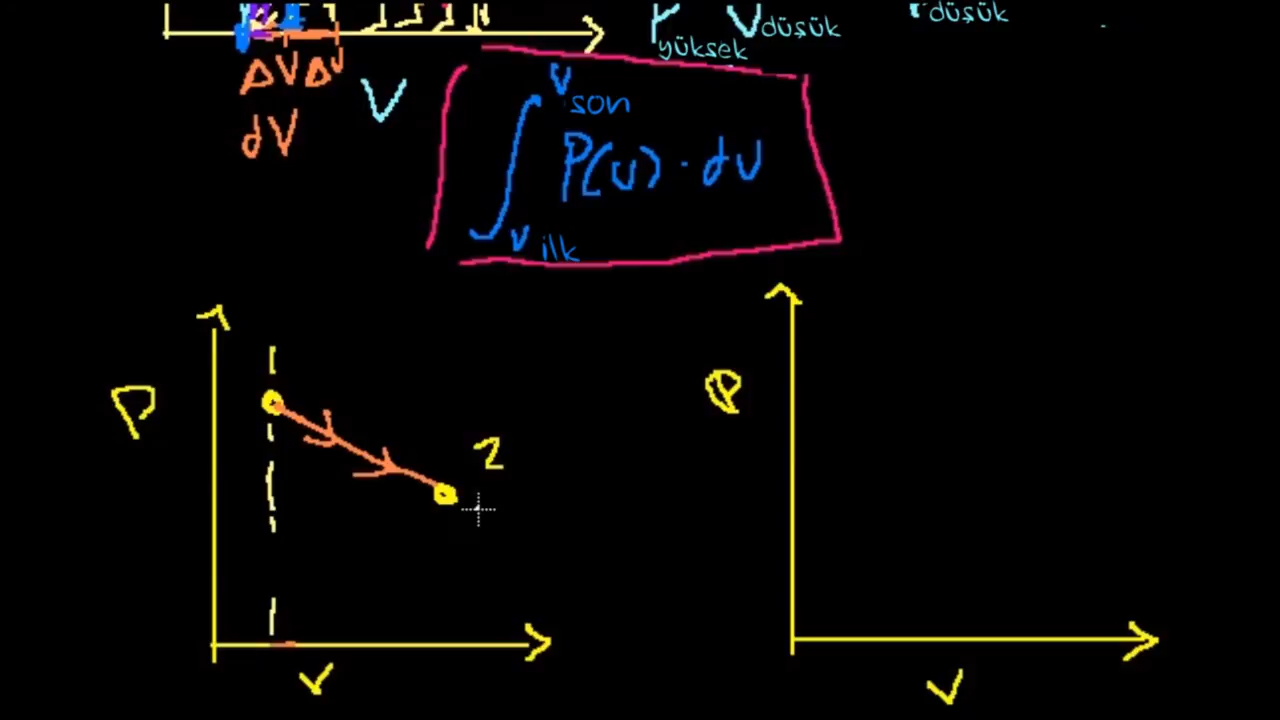 P yüksek V düşük T düşük
ΔV ΔV
dV
V
∫ V son V ilk P(V) · dV
P
2
V
P
V